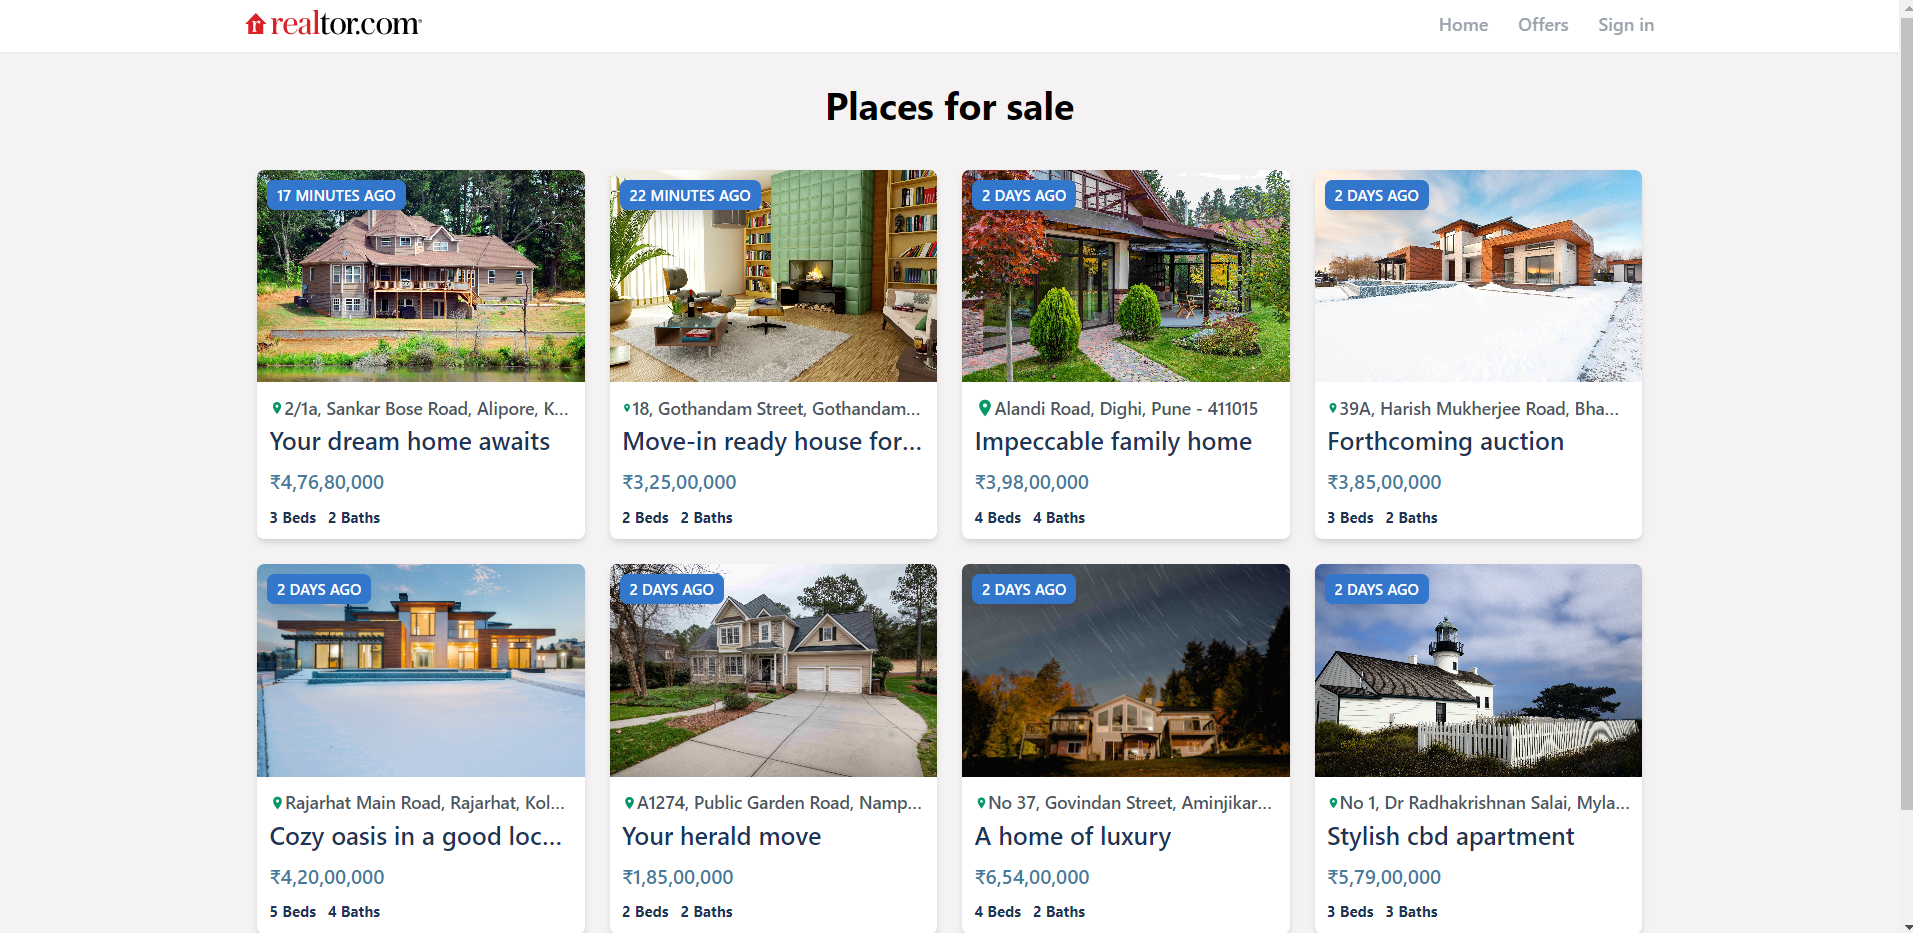 realtor.com®
Home Offers Sign in
Places for sale
17 MINUTES AGO
2/1a, Sankar Bose Road, Alipore, K...
Your dream home awaits
₹4,76,80,000
3 Beds 2 Baths
22 MINUTES AGO
18, Gothandam Street, Gothandam...
Move-in ready house for...
₹3,25,00,000
2 Beds 2 Baths
2 DAYS AGO
Alandi Road, Dighi, Pune - 411015
Impeccable family home
₹3,98,00,000
4 Beds 4 Baths
2 DAYS AGO
39A, Harish Mukherjee Road, Bha...
Forthcoming auction
₹3,85,00,000
3 Beds 2 Baths
2 DAYS AGO
Rajarhat Main Road, Rajarhat, Kol...
Cozy oasis in a good loc...
₹4,20,00,000
5 Beds 4 Baths
2 DAYS AGO
A1274, Public Garden Road, Namp...
Your herald move
₹1,85,00,000
2 Beds 2 Baths
2 DAYS AGO
No 37, Govindan Street, Aminjikar...
A home of luxury
₹6,54,00,000
4 Beds 2 Baths
2 DAYS AGO
No 1, Dr Radhakrishnan Salai, Myla...
Stylish cbd apartment
₹5,79,00,000
3 Beds 3 Baths